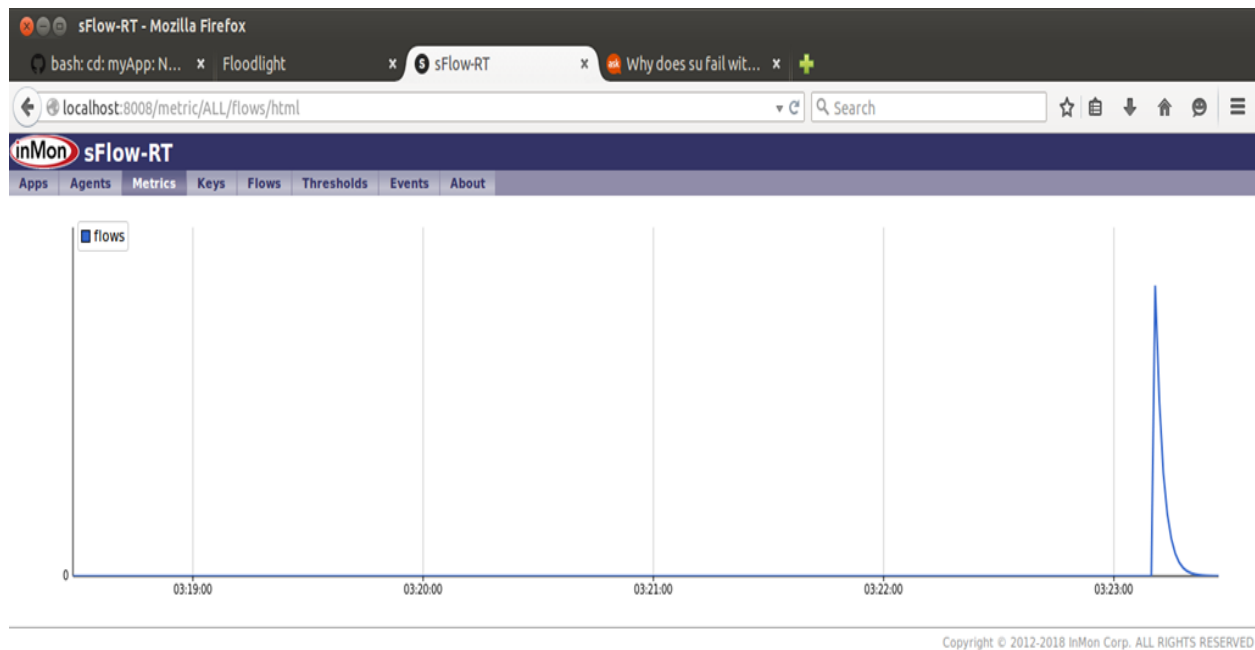 sFlow-RT - Mozilla Firefox
bash: cd: myApp: N... × Floodlight × S sFlow-RT × ask Why does su fail wit... ×
localhost:8008/metric/ALL/flows/html Search
inMon sFlow-RT
Apps Agents Metrics Keys Flows Thresholds Events About
flows
0
03:19:00 03:20:00 03:21:00 03:22:00 03:23:00
Copyright © 2012-2018 InMon Corp. ALL RIGHTS RESERVED